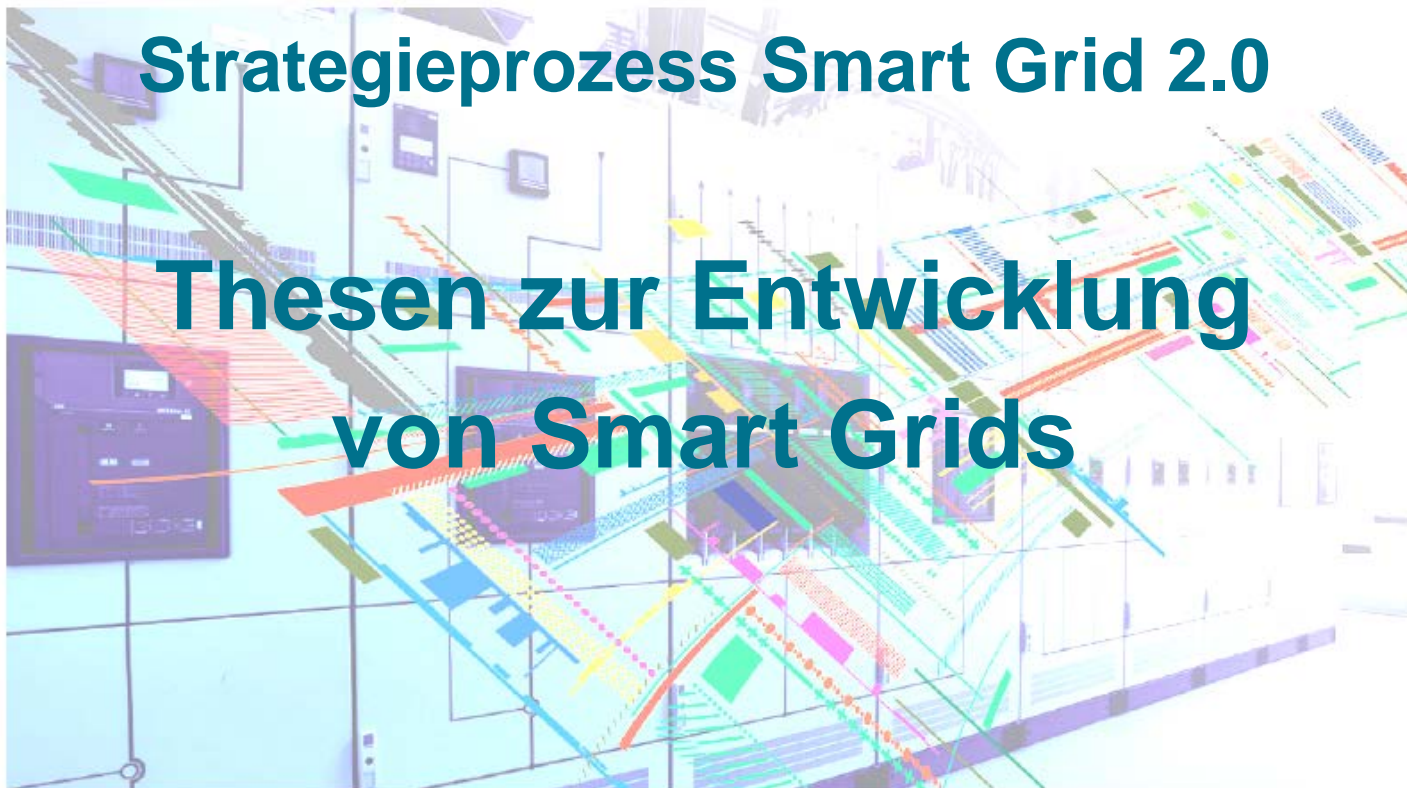 Strategieprozess Smart Grid 2.0
Thesen zur Entwicklung
von Smart Grids